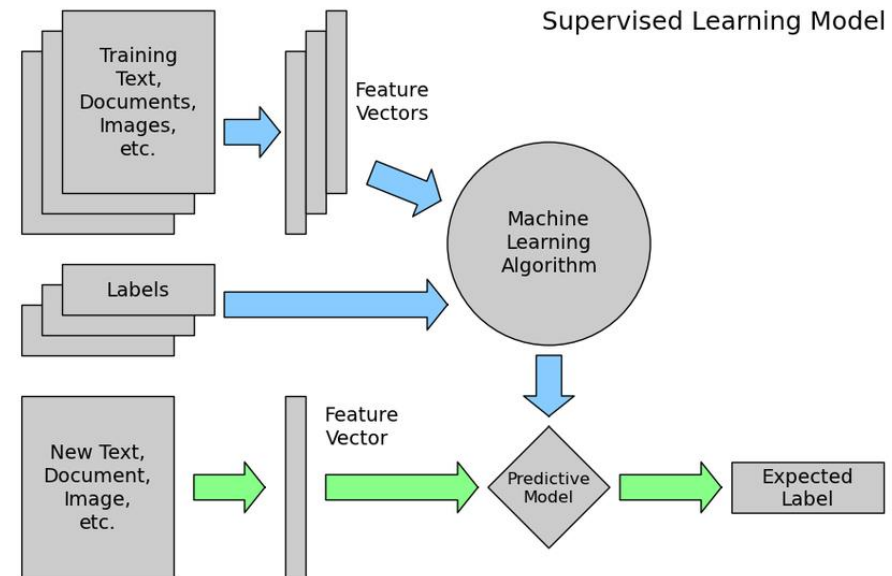 Supervised Learning Model
Training
Text,
Documents,
Images,
etc.
Feature
Vectors
Machine
Learning
Algorithm
Labels
New Text,
Document,
Image,
etc.
Feature
Vector
Predictive
Model
Expected
Label